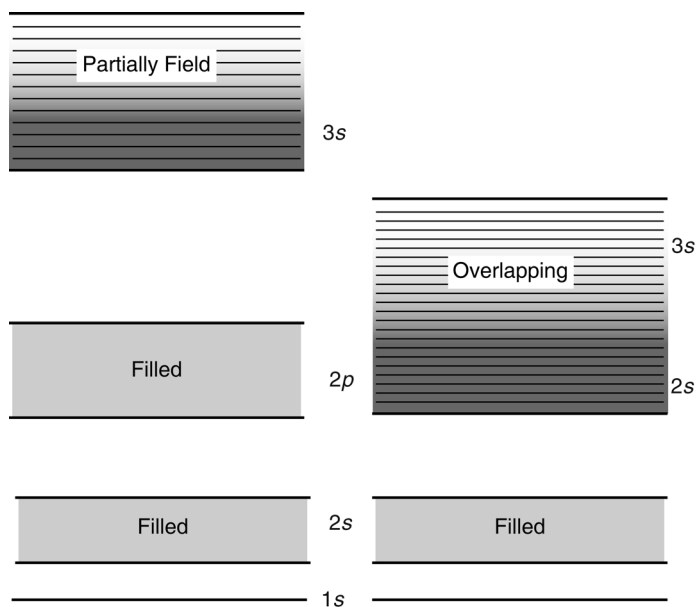 Partially Field
3s
3s
Overlapping
Filled
2p
2s
Filled
2s
Filled
1s